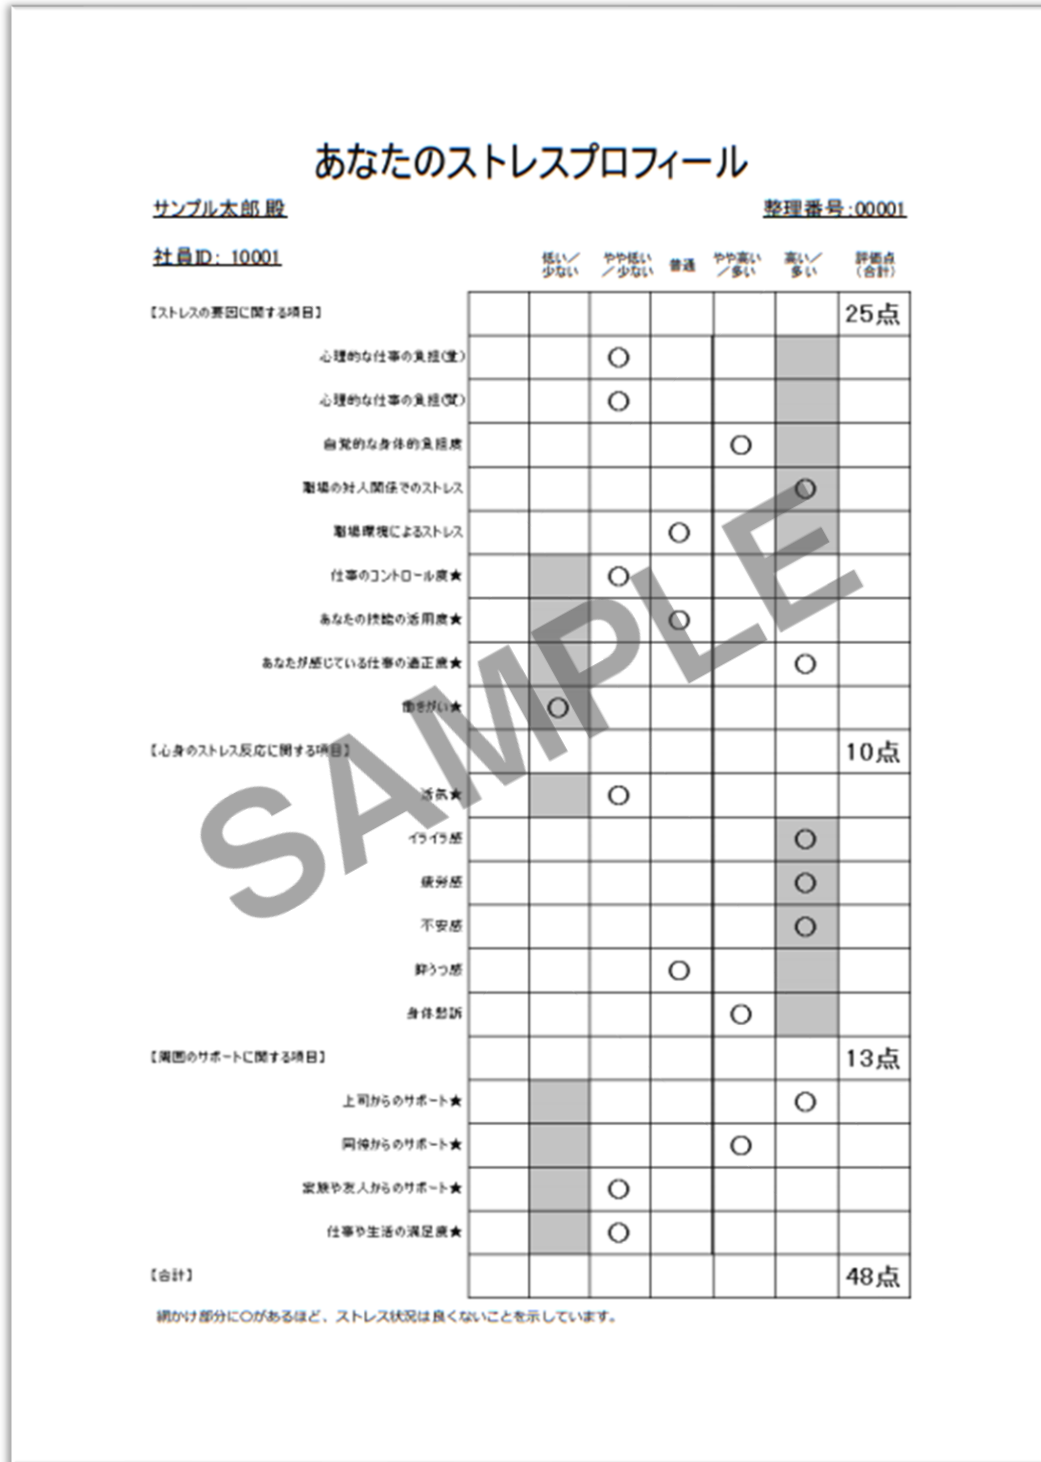 あなたのストレスプロフィール
サンプル太郎 殿 整理番号:00001
社員ID: 10001
低い／少ない やや低い／少ない 普通 やや高い／多い 高い／多い 評価点(合計)
【ストレスの要因に関する項目】 25点
心理的な仕事の負担(量) ○
心理的な仕事の負担(質) ○
自覚的な身体的負担度 ○
職場の対人関係でのストレス ○
職場環境によるストレス ○
仕事のコントロール度★ ○
あなたの技能の活用度★ ○
あなたが感じている仕事の適正度★ ○
働きがい★ ○
【心身のストレス反応に関する項目】 10点
活気★ ○
イライラ感 ○
疲労感 ○
不安感 ○
抑うつ感 ○
身体愁訴 ○
【周囲のサポートに関する項目】 13点
上司からのサポート★ ○
同僚からのサポート★ ○
家族や友人からのサポート★ ○
仕事や生活の満足度★ ○
【合計】 48点
網かけ部分に○があるほど、ストレス状況は良くないことを示しています。
SAMPLE